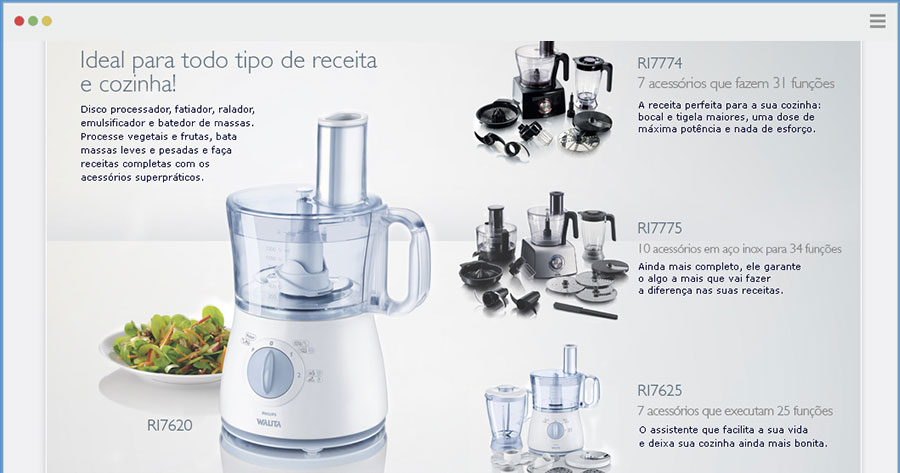 Ideal para todo tipo de receita
e cozinha!
Disco processador, fatiador, ralador,
emulsificador e batedor de massas.
Processe vegetais e frutas, bata
massas leves e pesadas e faça
receitas completas com os
acessórios superpráticos.
RI7620
PHILIPS
WALITA
0
1
2
P
RI7774
7 acessórios que fazem 31 funções
A receita perfeita para a sua cozinha:
bocal e tigela maiores, uma dose de
máxima potência e nada de esforço.
RI7775
10 acessórios em aço inox para 34 funções
Ainda mais completo, ele garante
o algo a mais que vai fazer
a diferença nas suas receitas.
RI7625
7 acessórios que executam 25 funções
O assistente que facilita a sua vida
e deixa sua cozinha ainda mais bonita.